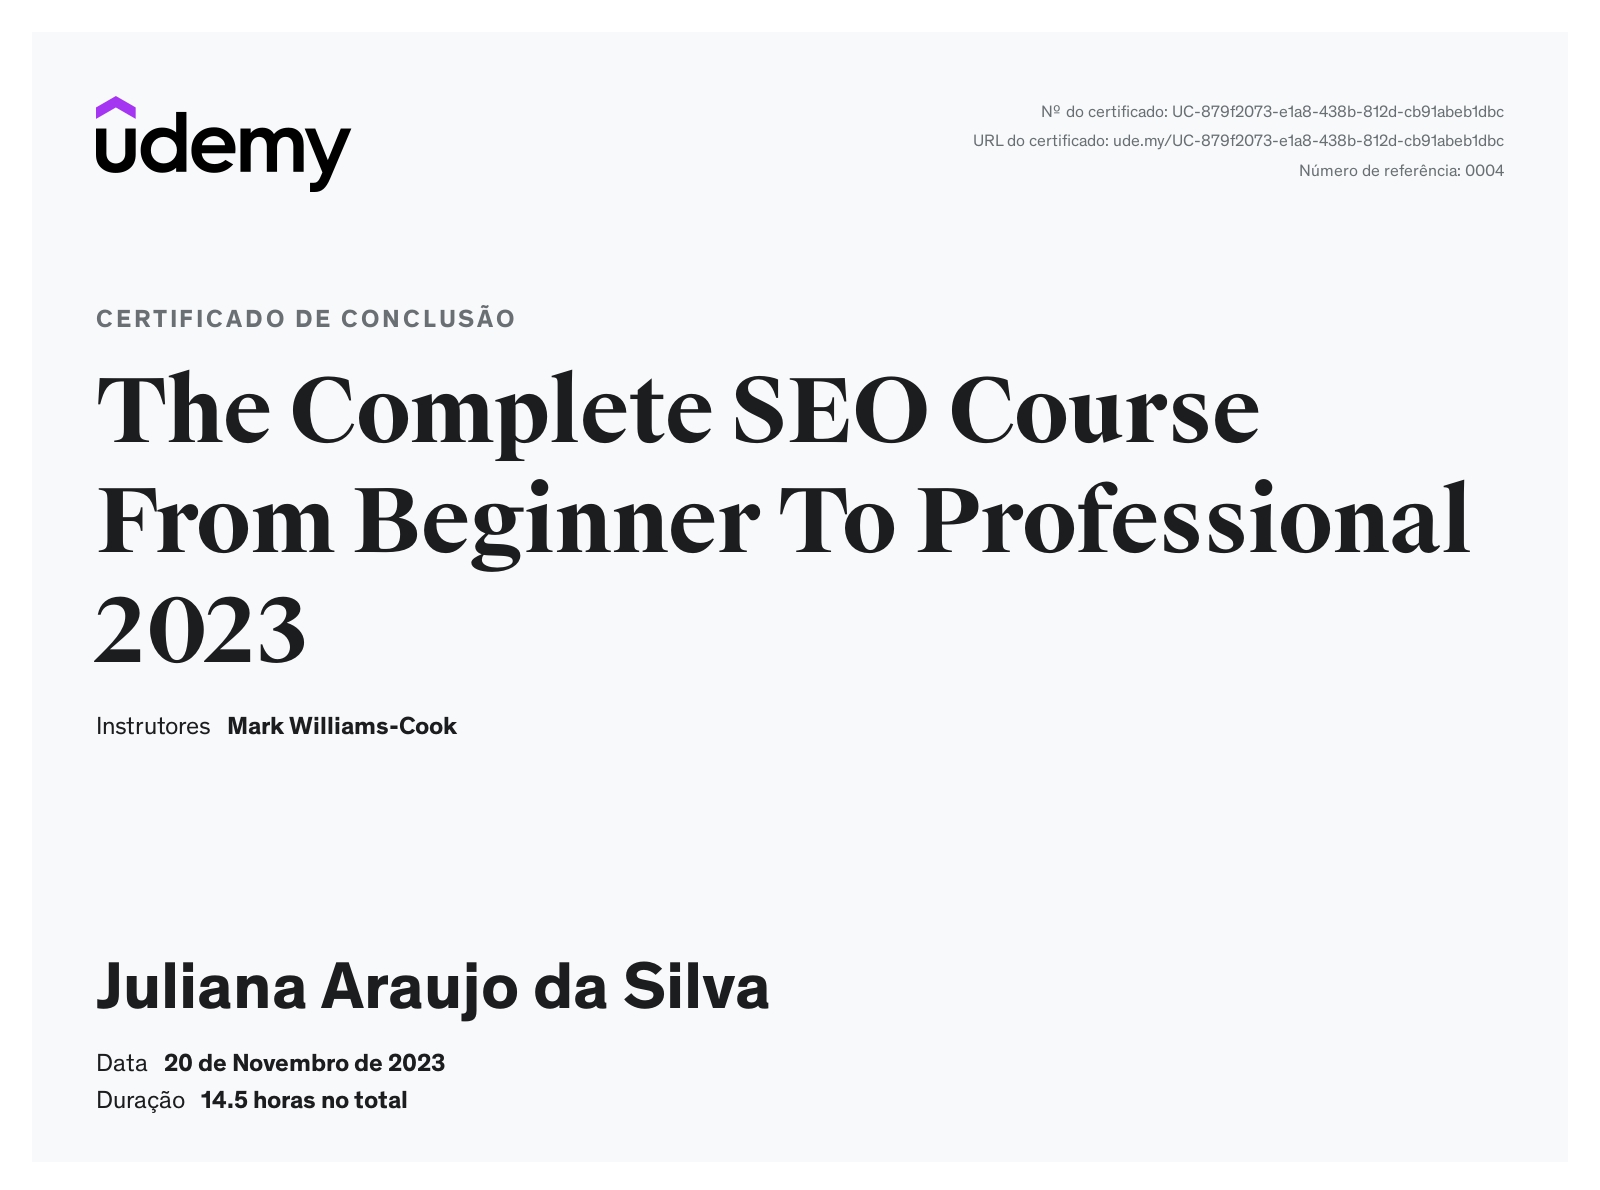 udemy
Nº do certificado: UC-879f2073-e1a8-438b-812d-cb91abeb1dbc
URL do certificado: ude.my/UC-879f2073-e1a8-438b-812d-cb91abeb1dbc
Número de referência: 0004
CERTIFICADO DE CONCLUSÃO
The Complete SEO Course
From Beginner To Professional
2023
Instrutores Mark Williams-Cook
Juliana Araujo da Silva
Data 20 de Novembro de 2023
Duração 14.5 horas no total